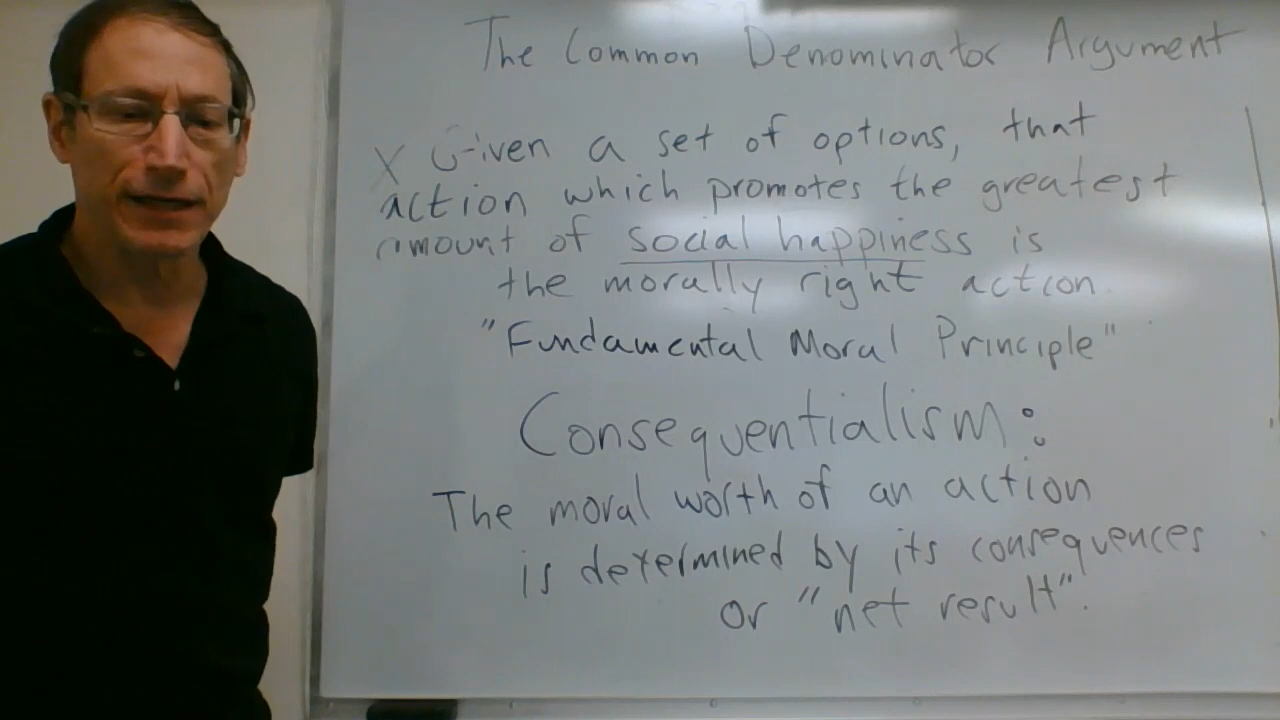 The Common Denominator Argument
X Given a set of options, that
action which promotes the greatest
amount of social happiness is
the morally right action
"Fundamental Moral Principle"
Consequentialism:
The moral worth of an action
is determined by its consequences
or "net result".